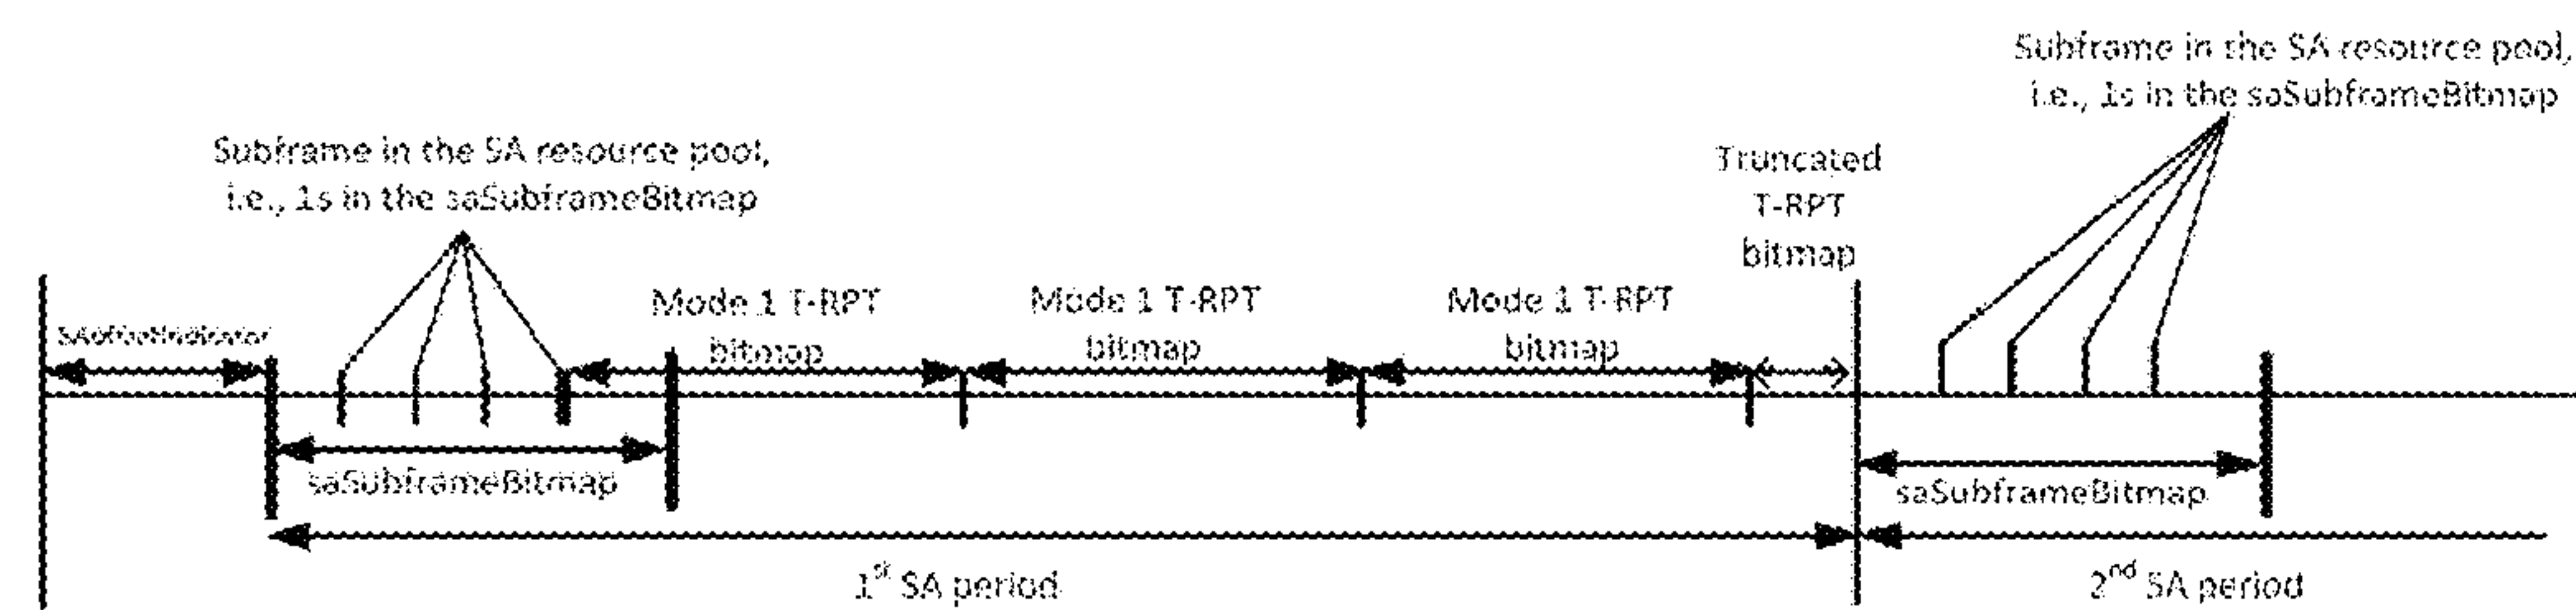 Subframe in the SA resource pool,
i.e., 1s in the saSubframeBitmap
Subframe in the SA resource pool,
i.e., 1s in the saSubframeBitmap
Truncated
T-RPT
bitmap
Mode 1 T-RPT
bitmap
Mode 1 T-RPT
bitmap
Mode 1 T-RPT
bitmap
saSubframeBitmap
saSubframeBitmap
1st SA period
2nd SA period